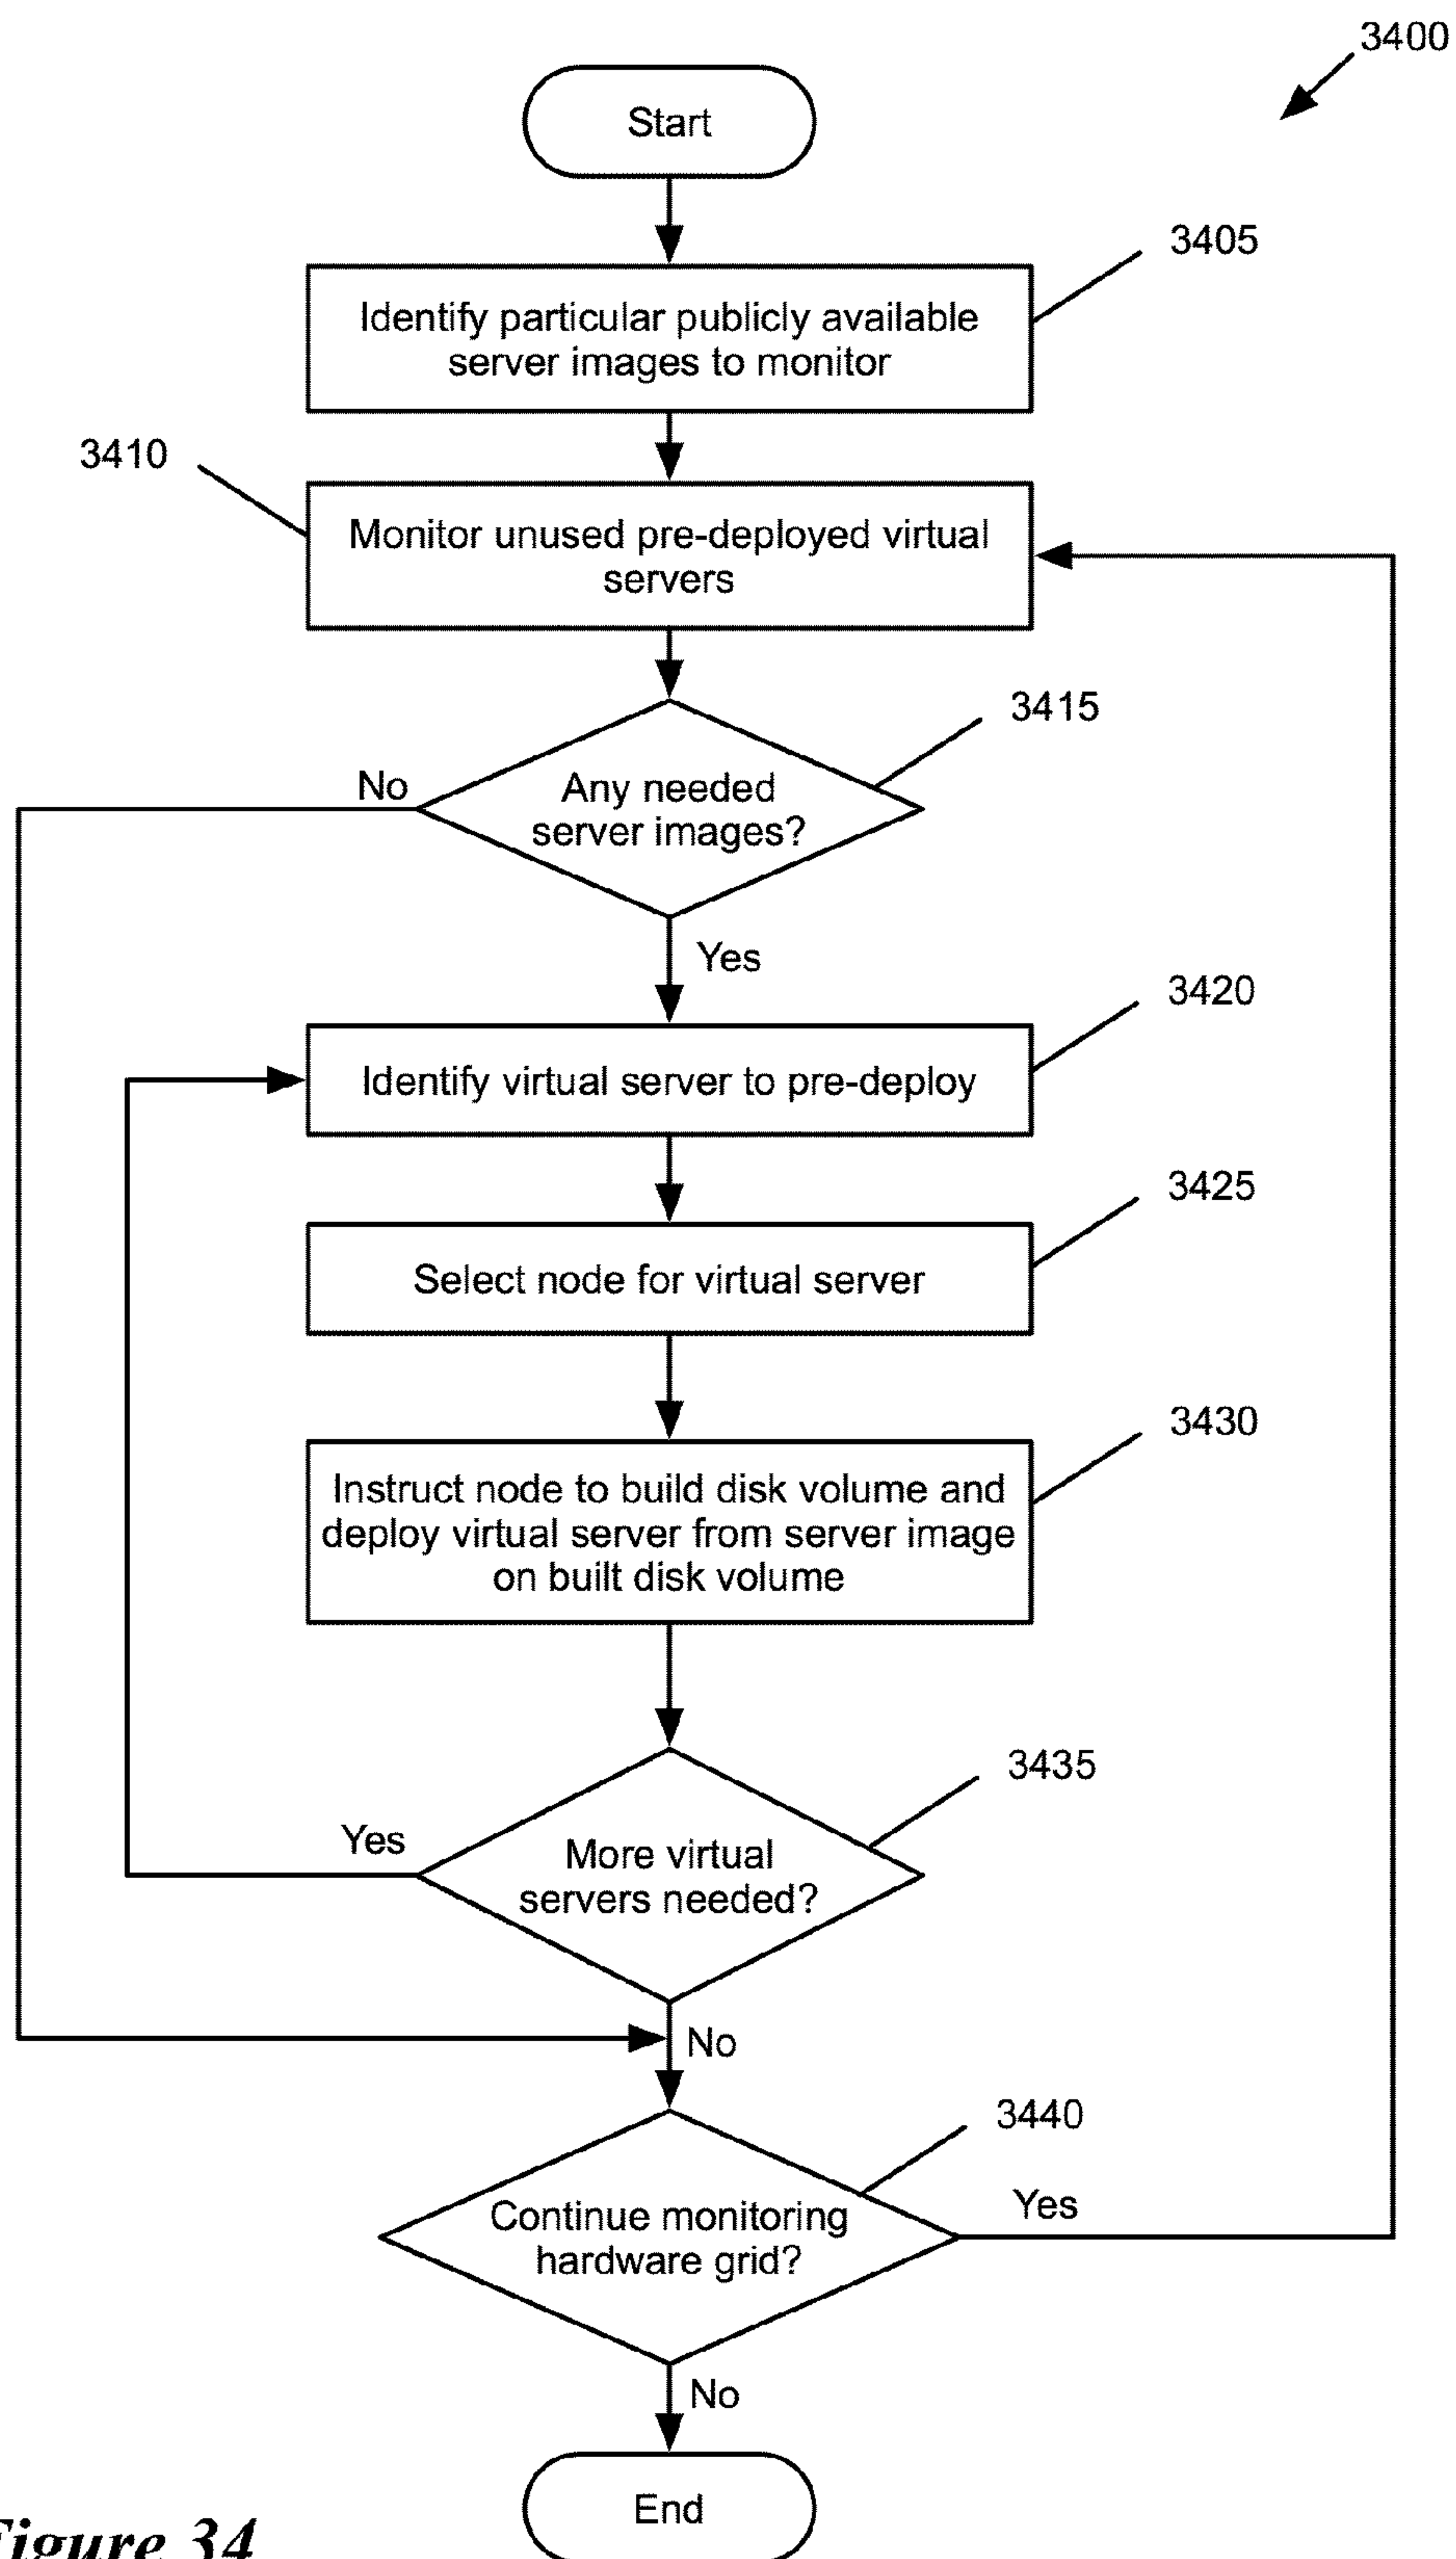 3400
Start
3405
Identify particular publicly available
server images to monitor
3410
Monitor unused pre-deployed virtual
servers
3415
No
Any needed
server images?
Yes
3420
Identify virtual server to pre-deploy
3425
Select node for virtual server
3430
Instruct node to build disk volume and
deploy virtual server from server image
on built disk volume
3435
Yes
More virtual
servers needed?
No
3440
Continue monitoring
hardware grid?
Yes
No
End
Figure 34